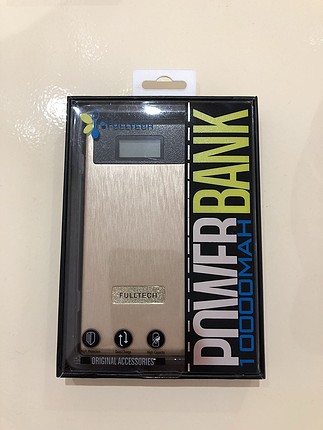 FULLTECH
POWER BANK
10000MAH
FULLTECH
ORIGINAL ACCESSORIES